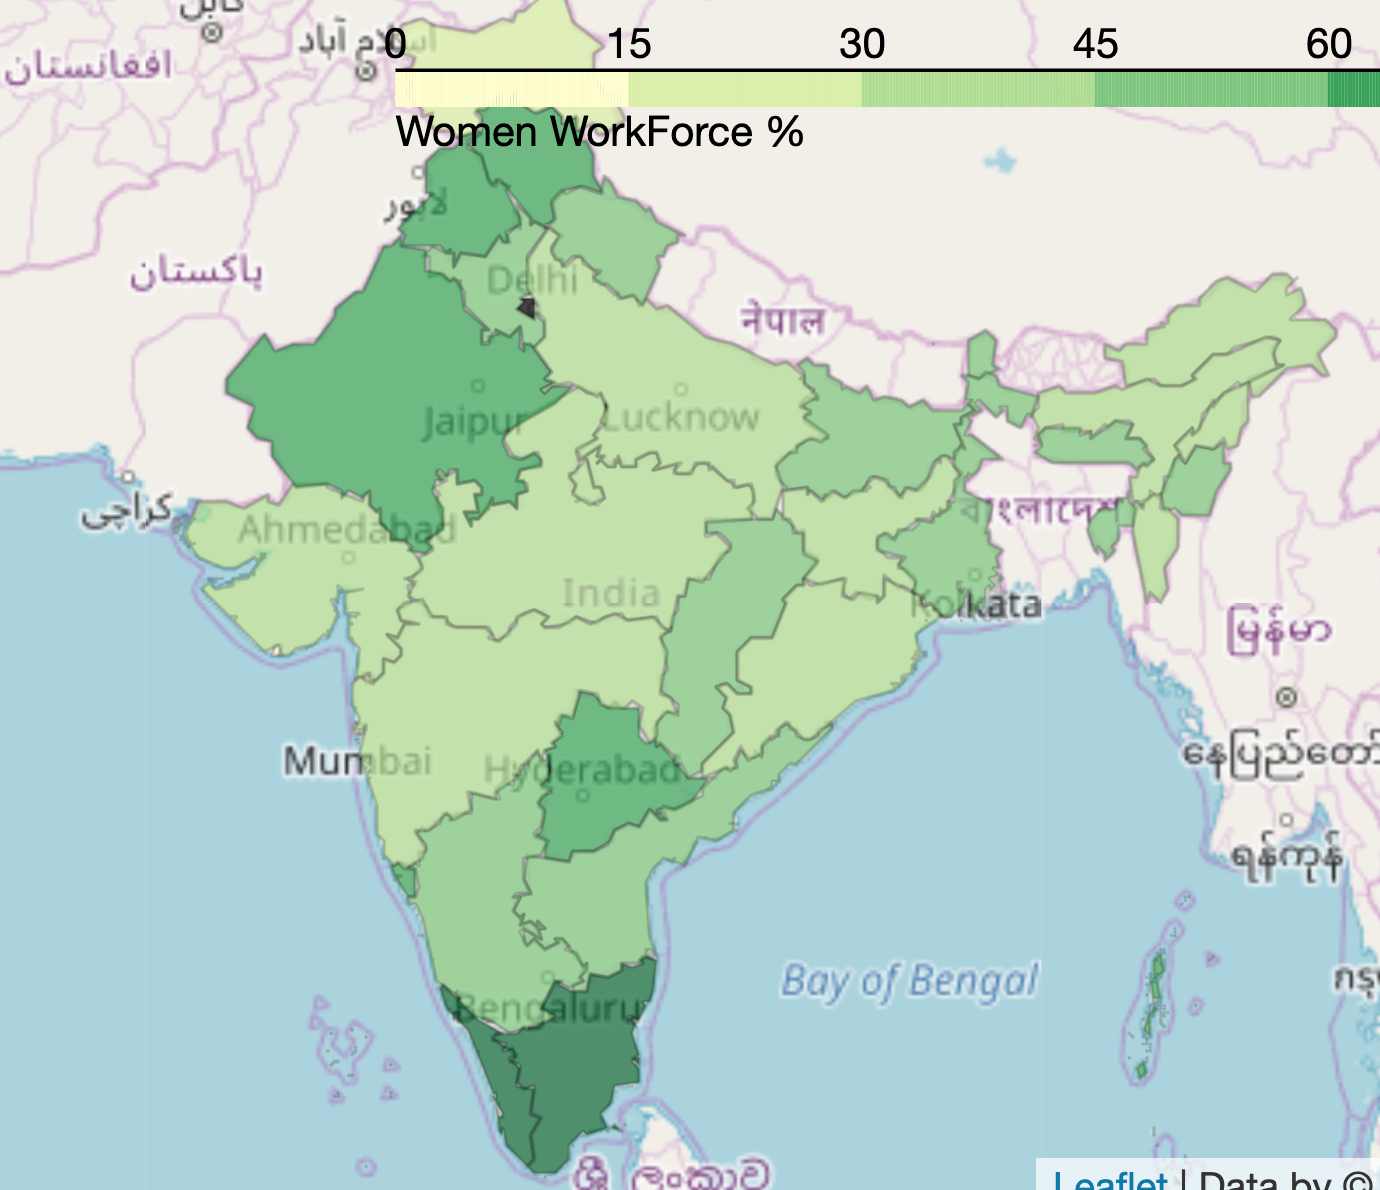 کابل
اسلام آباد
0 15 30 45 60
افغانستان
Women WorkForce %
لاہور
پاکستان
Delhi
नेपाल
Jaipur
Lucknow
کراچی
Ahmedabad
বাংলাদেশ
India
Kolkata
မြန်မာ
Mumbai
Hyderabad
နေပြည်တော်
ရန်ကုန်
Bay of Bengal
Bengaluru
ශ්‍රී ලංකාව
Leaflet | Data by ©